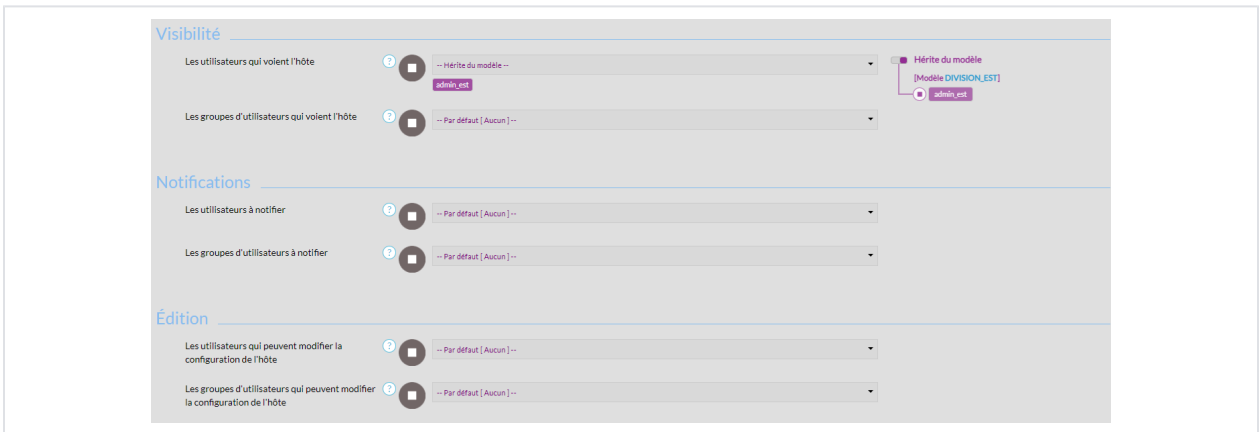 Visibilité
Les utilisateurs qui voient l'hôte
?
-- Hérite du modèle --
admin_est
Hérite du modèle
[Modèle DIVISION_EST]
admin_est
Les groupes d'utilisateurs qui voient l'hôte
?
-- Par défaut [ Aucun ] --
Notifications
Les utilisateurs à notifier
?
-- Par défaut [ Aucun ] --
Les groupes d'utilisateurs à notifier
?
-- Par défaut [ Aucun ] --
Édition
Les utilisateurs qui peuvent modifier la
configuration de l'hôte
?
-- Par défaut [ Aucun ] --
Les groupes d'utilisateurs qui peuvent modifier
la configuration de l'hôte
?
-- Par défaut [ Aucun ] --